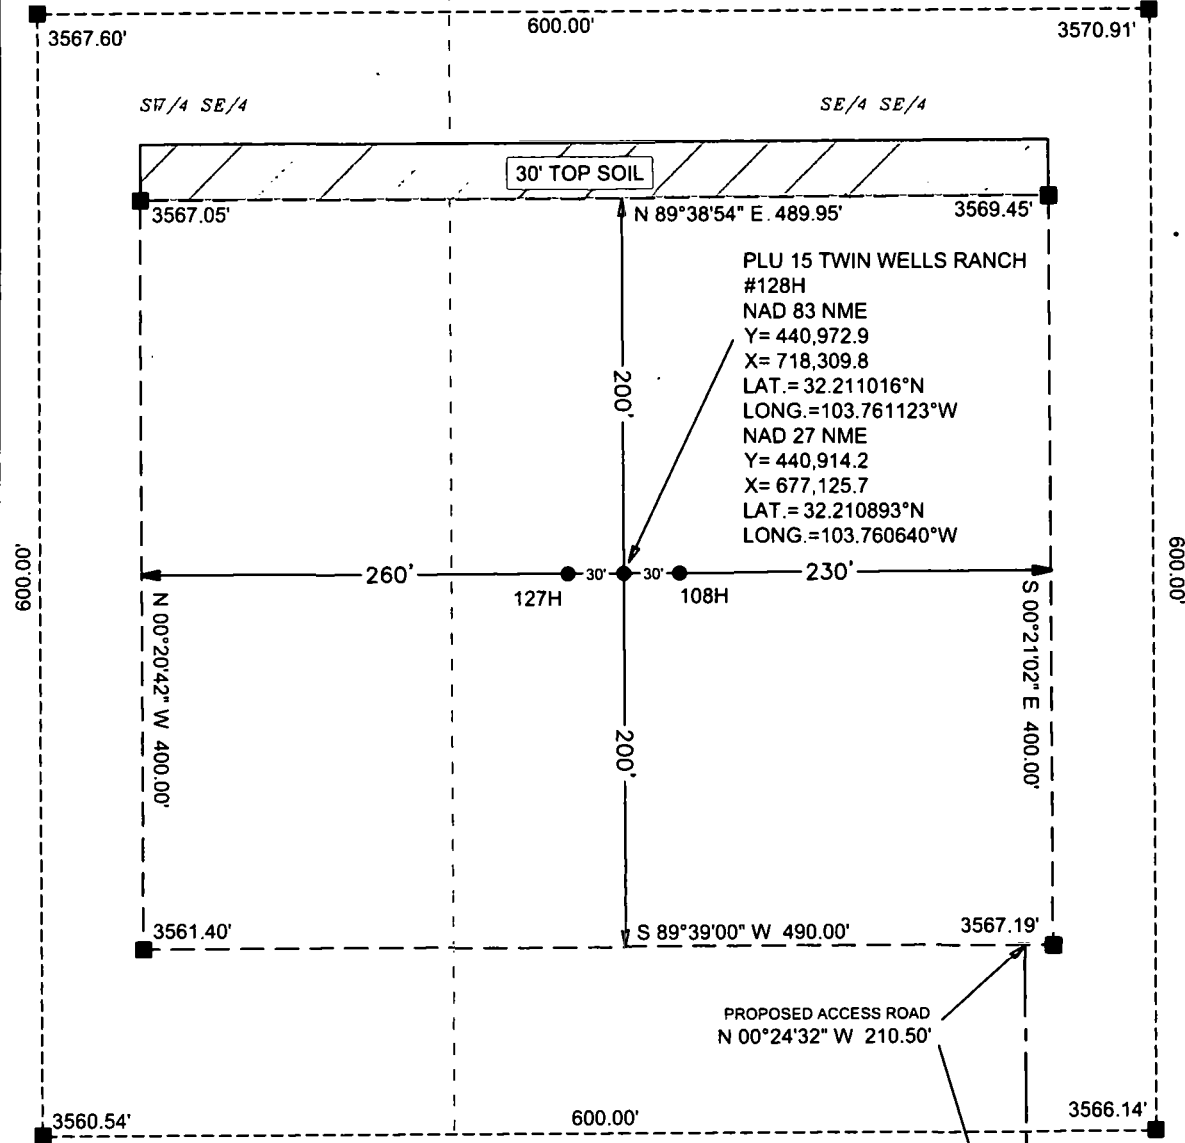 600.00'
3567.60'
3570.91'
SW/4 SE/4
SE/4 SE/4
30' TOP SOIL
3567.05'
N 89°38'54" E 489.95'
3569.45'
PLU 15 TWIN WELLS RANCH
#128H
NAD 83 NME
Y= 440,972.9
X= 718,309.8
LAT.= 32.211016°N
LONG.=103.761123°W
NAD 27 NME
Y= 440,914.2
X= 677,125.7
LAT.= 32.210893°N
LONG.=103.760640°W
200'
600.00'
600.00'
260'
30'
30'
230'
127H
108H
N 00°20'42" W 400.00'
S 00°21'02" E 400.00'
200'
3561.40'
S 89°39'00" W 490.00'
3567.19'
PROPOSED ACCESS ROAD
N 00°24'32" W 210.50'
3560.54'
600.00'
3566.14'